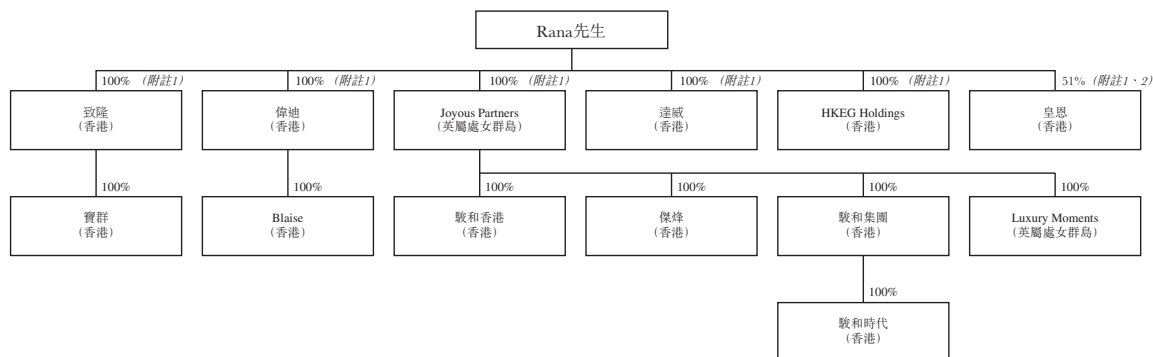 Rana先生
100% (附註1)
100% (附註1)
100% (附註1)
100% (附註1)
100% (附註1)
51% (附註1、2)
致隆
(香港)
偉迪
(香港)
Joyous Partners
(英屬處女群島)
達威
(香港)
HKEG Holdings
(香港)
皇恩
(香港)
100%
100%
100%
100%
100%
100%
寶群
(香港)
Blaise
(香港)
駿和香港
(香港)
傑烽
(香港)
駿和集團
(香港)
Luxury Moments
(英屬處女群島)
100%
駿和時代
(香港)